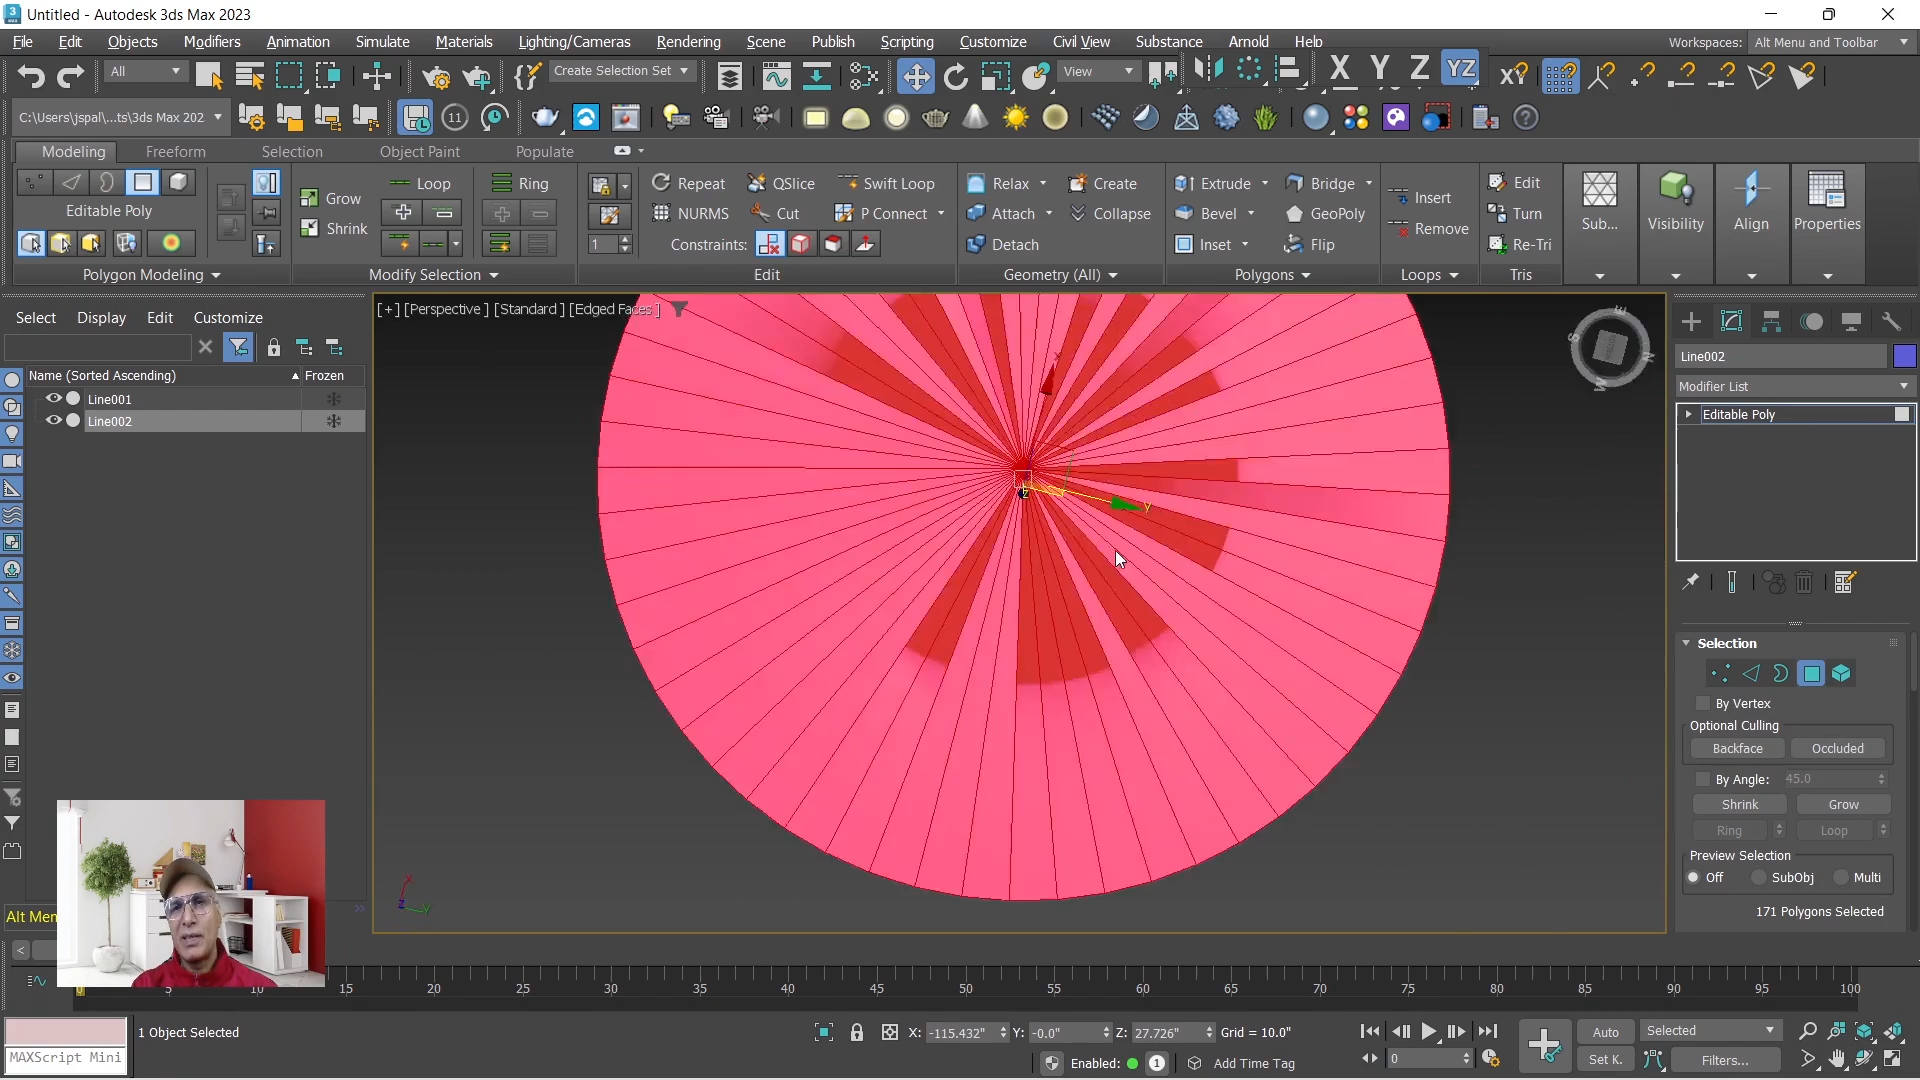 Untitled - Autodesk 3ds Max 2023
File Edit Objects Modifiers Animation Simulate Materials Lighting/Cameras Rendering Scene Publish Scripting Customize Civil View Substance Arnold Help
Workspaces: Alt Menu and Toolbar
All Create Selection Set View X Y Z YZ XY
C:\Users\jspal\...ts\3ds Max 202 11
Modeling Freeform Selection Object Paint Populate
Grow Loop Ring Repeat QSlice Swift Loop Relax Create Extrude Bridge Insert Edit
NURMS Cut P Connect Attach Collapse Bevel GeoPoly Turn
Polygon Modeling Shrink 1 Constraints: Detach Inset Flip Remove Re-Tri
Sub... Visibility Align Properties
Polygon Modeling Modify Selection Edit Geometry (All) Polygons Loops Tris
Select Display Edit Customize
Name (Sorted Ascending) Frozen
Line001
Line002
[+] [Perspective ] [Standard ] [Edged Faces ]
x
y
z
Line002
Modifier List
Editable Poly
Selection
By Vertex
Optional Culling
Backface Occluded
By Angle: 45.0
Shrink Grow
Ring Loop
Preview Selection
Off SubObj Multi
171 Polygons Selected
Alt Men
0 5 10 15 20 25 30 35 40 45 50 55 60 65 70 75 80 85 90 95 100
1 Object Selected
X: -115.432" Y: -0.0" Z: 27.726" Grid = 10.0"
Auto Selected
MAXScript Mini
Enabled: 1 Add Time Tag
0 Set K. Filters...